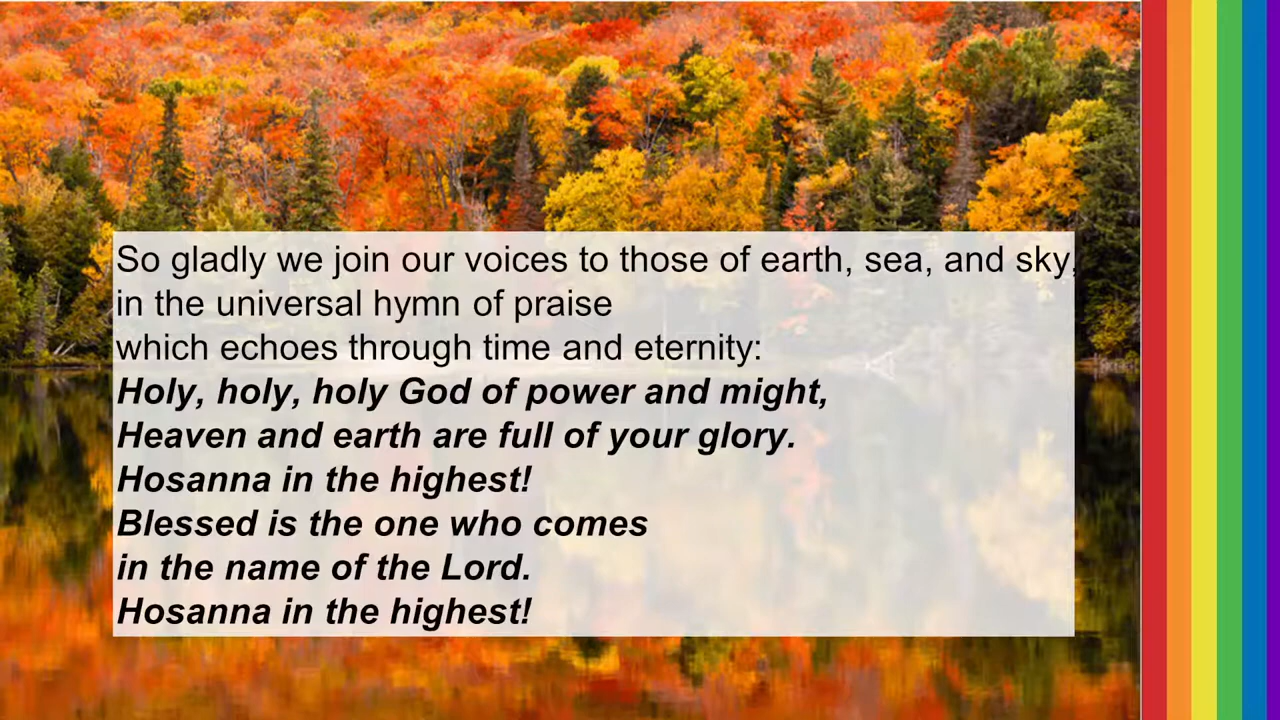 So gladly we join our voices to those of earth, sea, and sky,
in the universal hymn of praise
which echoes through time and eternity:
Holy, holy, holy God of power and might,
Heaven and earth are full of your glory.
Hosanna in the highest!
Blessed is the one who comes
in the name of the Lord.
Hosanna in the highest!